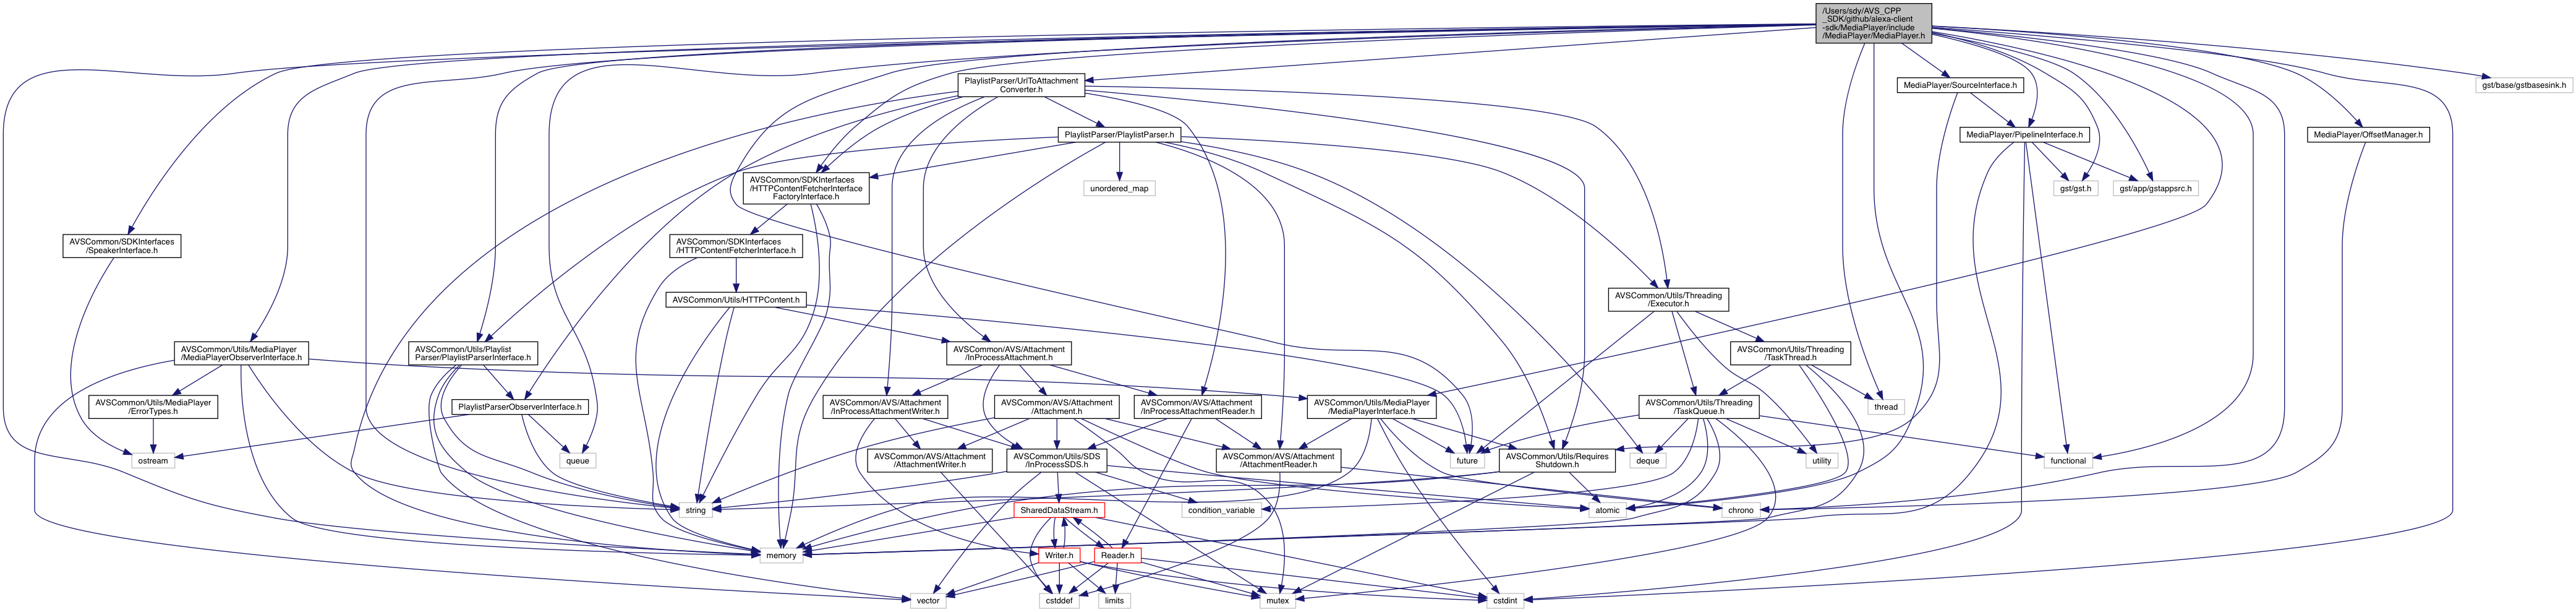 /Users/sdy/AVS_CPP
_SDK/github/alexa-client
-sdk/MediaPlayer/include
/MediaPlayer/MediaPlayer.h
PlaylistParser/UrlToAttachment
Converter.h
MediaPlayer/SourceInterface.h
gst/base/gstbasesink.h
PlaylistParser/PlaylistParser.h
MediaPlayer/PipelineInterface.h
MediaPlayer/OffsetManager.h
AVSCommon/SDKInterfaces
/HTTPContentFetcherInterface
FactoryInterface.h
unordered_map
gst/gst.h
gst/app/gstappsrc.h
AVSCommon/SDKInterfaces
/SpeakerInterface.h
AVSCommon/SDKInterfaces
/HTTPContentFetcherInterface.h
AVSCommon/Utils/HTTPContent.h
AVSCommon/Utils/Threading
/Executor.h
AVSCommon/Utils/MediaPlayer
/MediaPlayerObserverInterface.h
AVSCommon/Utils/Playlist
Parser/PlaylistParserInterface.h
AVSCommon/AVS/Attachment
/InProcessAttachment.h
AVSCommon/Utils/Threading
/TaskThread.h
AVSCommon/Utils/MediaPlayer
/ErrorTypes.h
PlaylistParserObserverInterface.h
AVSCommon/AVS/Attachment
/InProcessAttachmentWriter.h
AVSCommon/AVS/Attachment
/Attachment.h
AVSCommon/AVS/Attachment
/InProcessAttachmentReader.h
AVSCommon/Utils/MediaPlayer
/MediaPlayerInterface.h
AVSCommon/Utils/Threading
/TaskQueue.h
thread
ostream
queue
AVSCommon/AVS/Attachment
/AttachmentWriter.h
AVSCommon/Utils/SDS
/InProcessSDS.h
AVSCommon/AVS/Attachment
/AttachmentReader.h
future
AVSCommon/Utils/Requires
Shutdown.h
deque
utility
functional
string
SharedDataStream.h
condition_variable
atomic
chrono
memory
Writer.h
Reader.h
vector
cstddef
limits
mutex
cstdint